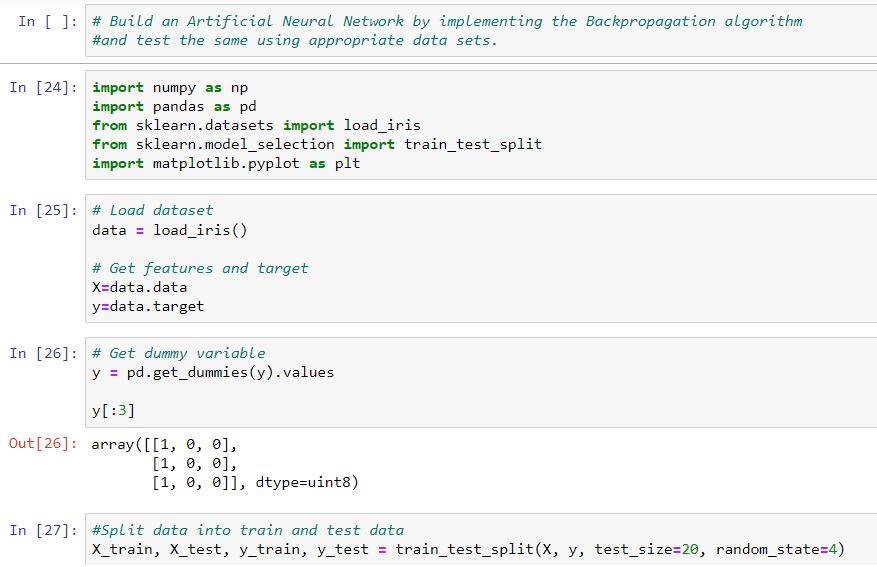 In [ ]: # Build an Artificial Neural Network by implementing the Backpropagation algorithm
#and test the same using appropriate data sets.
In [24]: import numpy as np
import pandas as pd
from sklearn.datasets import load_iris
from sklearn.model_selection import train_test_split
import matplotlib.pyplot as plt
In [25]: # Load dataset
data = load_iris()
# Get features and target
X=data.data
y=data.target
In [26]: # Get dummy variable
y = pd.get_dummies(y).values
y[:3]
Out[26]: array([[1, 0, 0],
[1, 0, 0],
[1, 0, 0]], dtype=uint8)
In [27]: #Split data into train and test data
X_train, X_test, y_train, y_test = train_test_split(X, y, test_size=20, random_state=4)